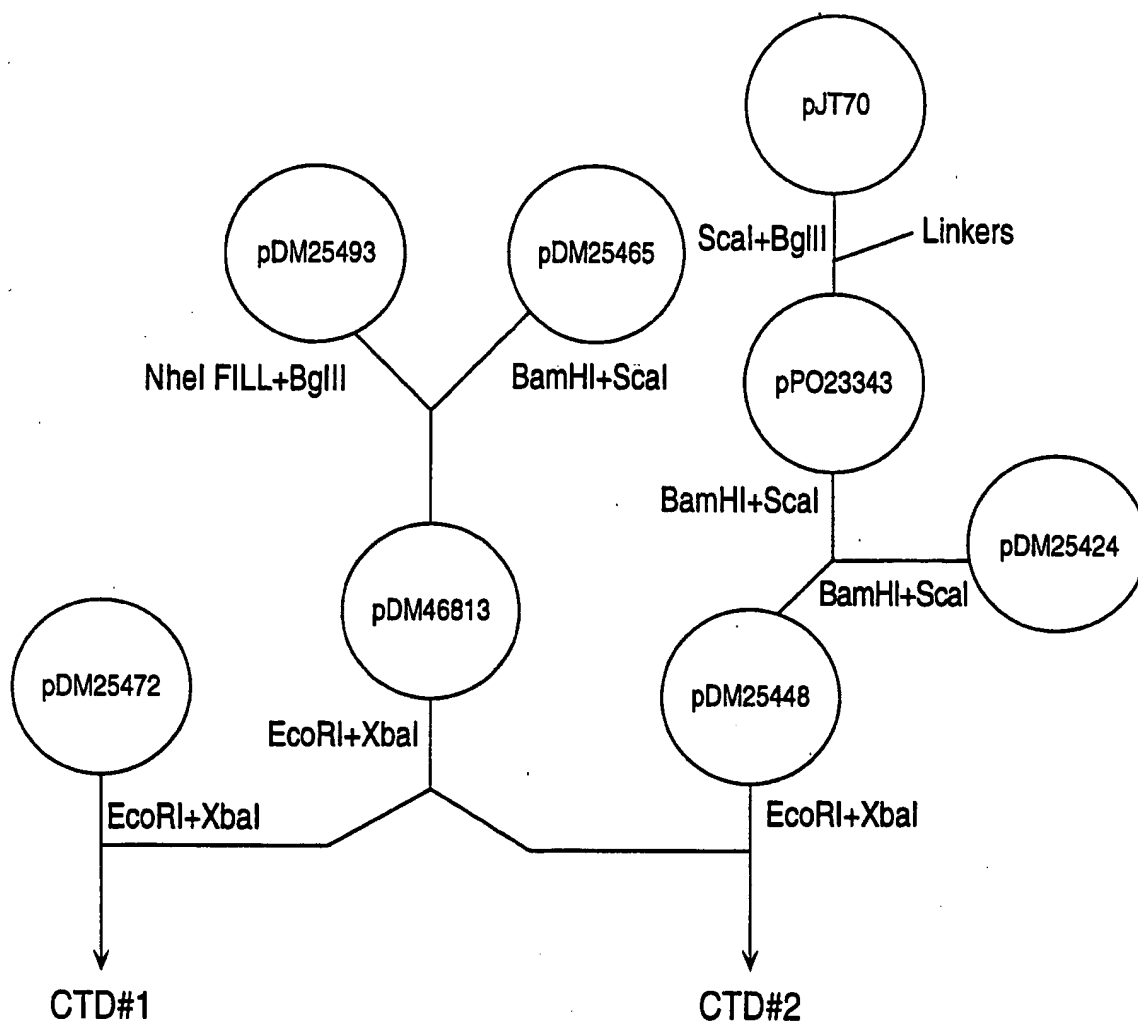 pJT70
pDM25493
pDM25465
ScaI+BglII
Linkers
NheI FILL+BglII
BamHI+ScaI
pPO23343
BamHI+ScaI
pDM25424
BamHI+ScaI
pDM46813
pDM25472
pDM25448
EcoRI+XbaI
EcoRI+XbaI
EcoRI+XbaI
CTD#1
CTD#2